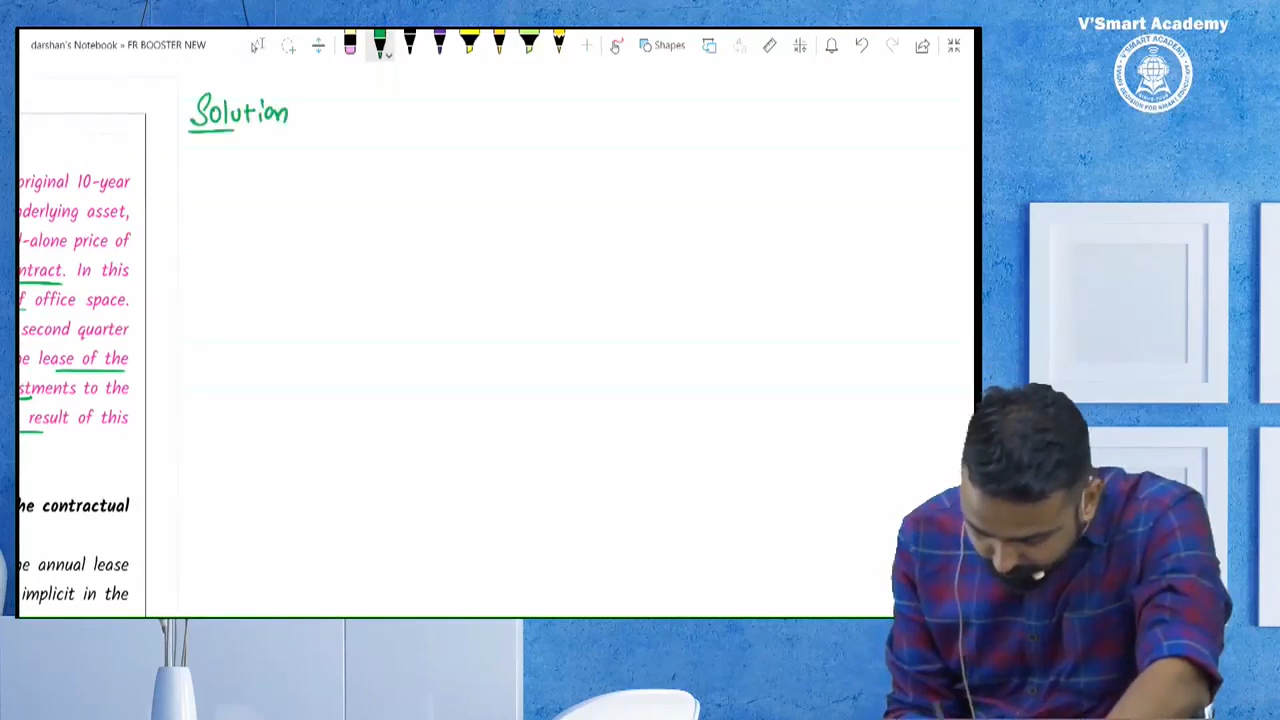 V'Smart Academy
darshan's Notebook » FR BOOSTER NEW
Shapes
Solution
original 10-year
underlying asset,
-alone price of
ntract. In this
f office space.
second quarter
e lease of the
stments to the
result of this
he contractual
he annual lease
implicit in the